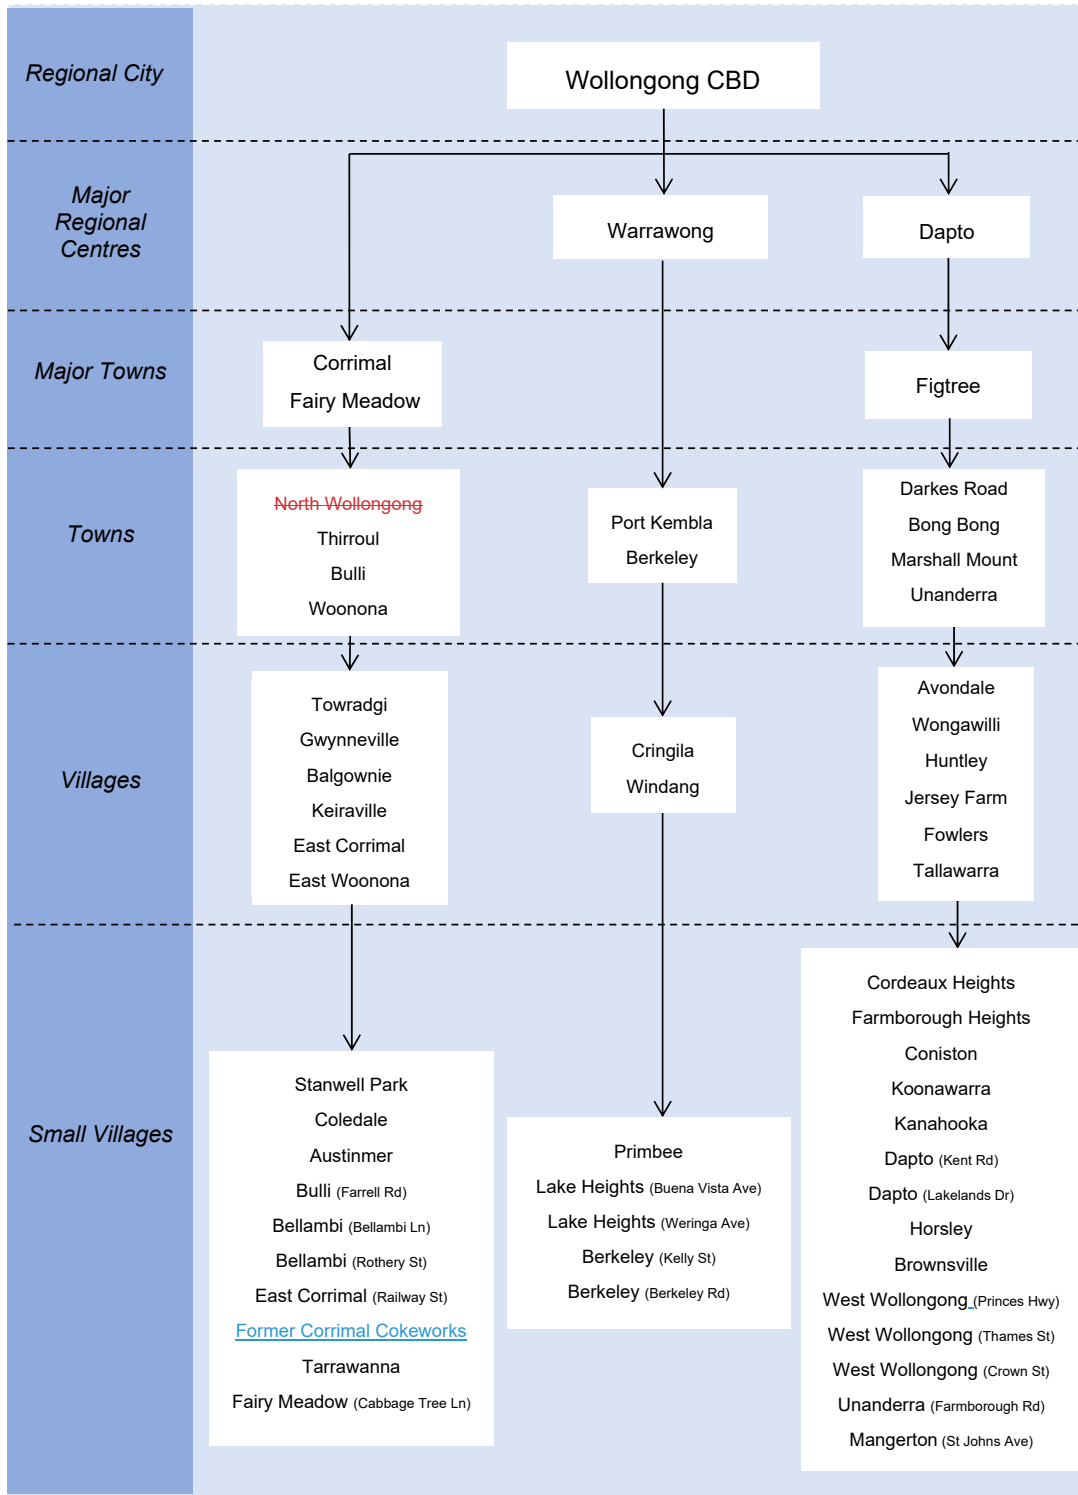 Regional City
Wollongong CBD
Major
Regional
Centres
Warrawong
Dapto
Major Towns
Corrimal
Fairy Meadow
Figtree
Towns
North Wollongong
Thirroul
Bulli
Woonona
Port Kembla
Berkeley
Darkes Road
Bong Bong
Marshall Mount
Unanderra
Villages
Towradgi
Gwynneville
Balgownie
Keiraville
East Corrimal
East Woonona
Cringila
Windang
Avondale
Wongawilli
Huntley
Jersey Farm
Fowlers
Tallawarra
Small Villages
Stanwell Park
Coledale
Austinmer
Bulli (Farrell Rd)
Bellambi (Bellambi Ln)
Bellambi (Rothery St)
East Corrimal (Railway St)
Former Corrimal Cokeworks
Tarrawanna
Fairy Meadow (Cabbage Tree Ln)
Primbee
Lake Heights (Buena Vista Ave)
Lake Heights (Weringa Ave)
Berkeley (Kelly St)
Berkeley (Berkeley Rd)
Cordeaux Heights
Farmborough Heights
Coniston
Koonawarra
Kanahooka
Dapto (Kent Rd)
Dapto (Lakelands Dr)
Horsley
Brownsville
West Wollongong (Princes Hwy)
West Wollongong (Thames St)
West Wollongong (Crown St)
Unanderra (Farmborough Rd)
Mangerton (St Johns Ave)